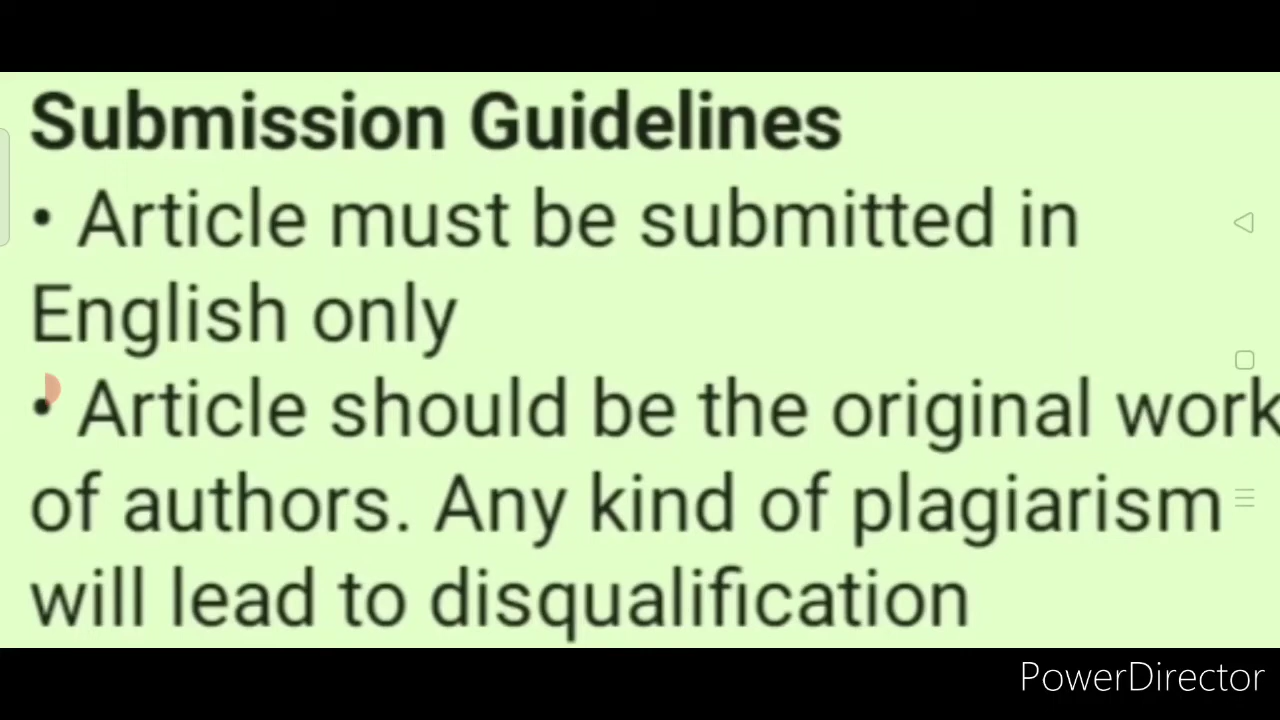 Submission Guidelines
• Article must be submitted in
English only
• Article should be the original work
of authors. Any kind of plagiarism
will lead to disqualification
PowerDirector